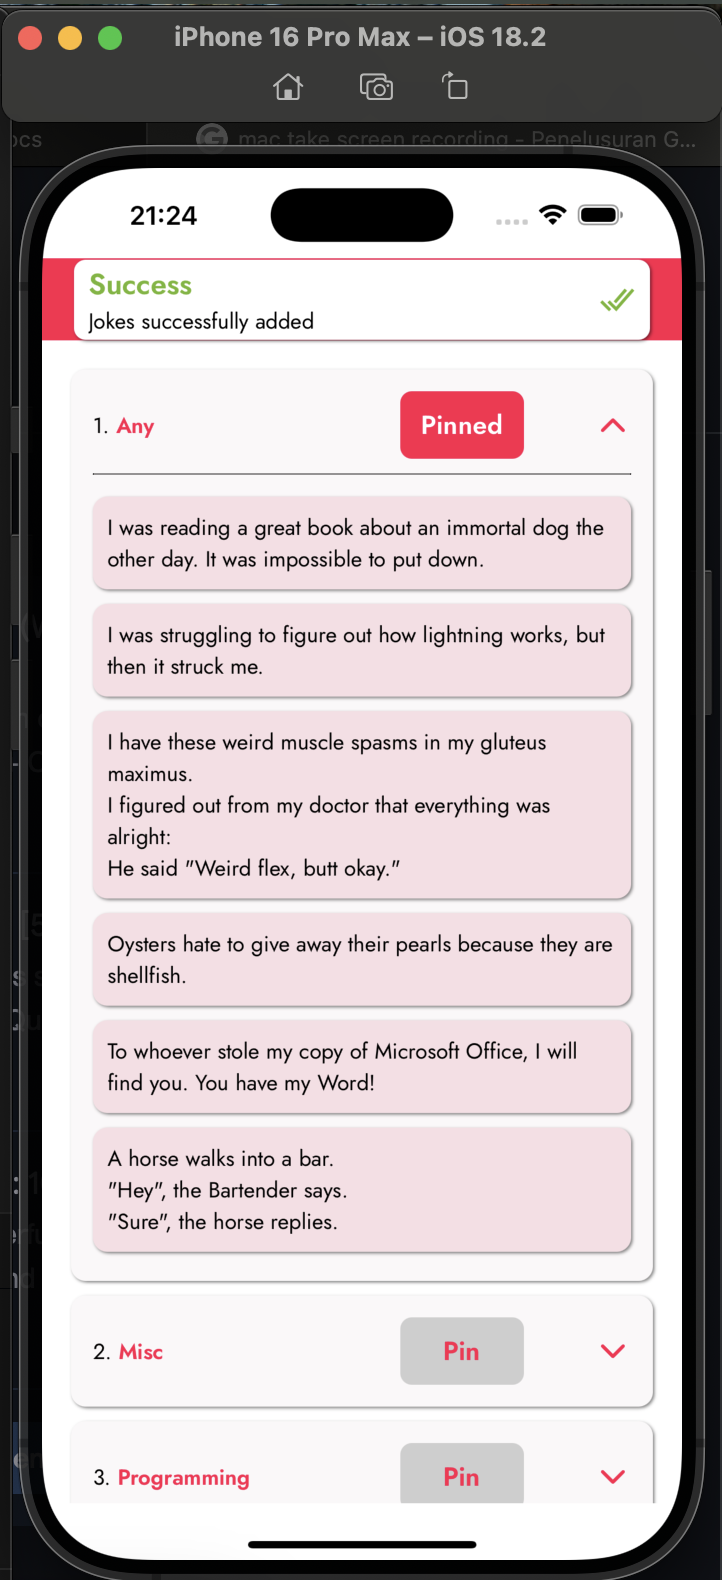 iPhone 16 Pro Max – iOS 18.2
ocs
mac take screen recording - Penelusuran G...
21:24
Success
Jokes successfully added
1. Any
Pinned
I was reading a great book about an immortal dog the
other day. It was impossible to put down.
I was struggling to figure out how lightning works, but
then it struck me.
I have these weird muscle spasms in my gluteus
maximus.
I figured out from my doctor that everything was
alright:
He said "Weird flex, butt okay."
Oysters hate to give away their pearls because they are
shellfish.
To whoever stole my copy of Microsoft Office, I will
find you. You have my Word!
A horse walks into a bar.
"Hey", the Bartender says.
"Sure", the horse replies.
2. Misc
Pin
3. Programming
Pin